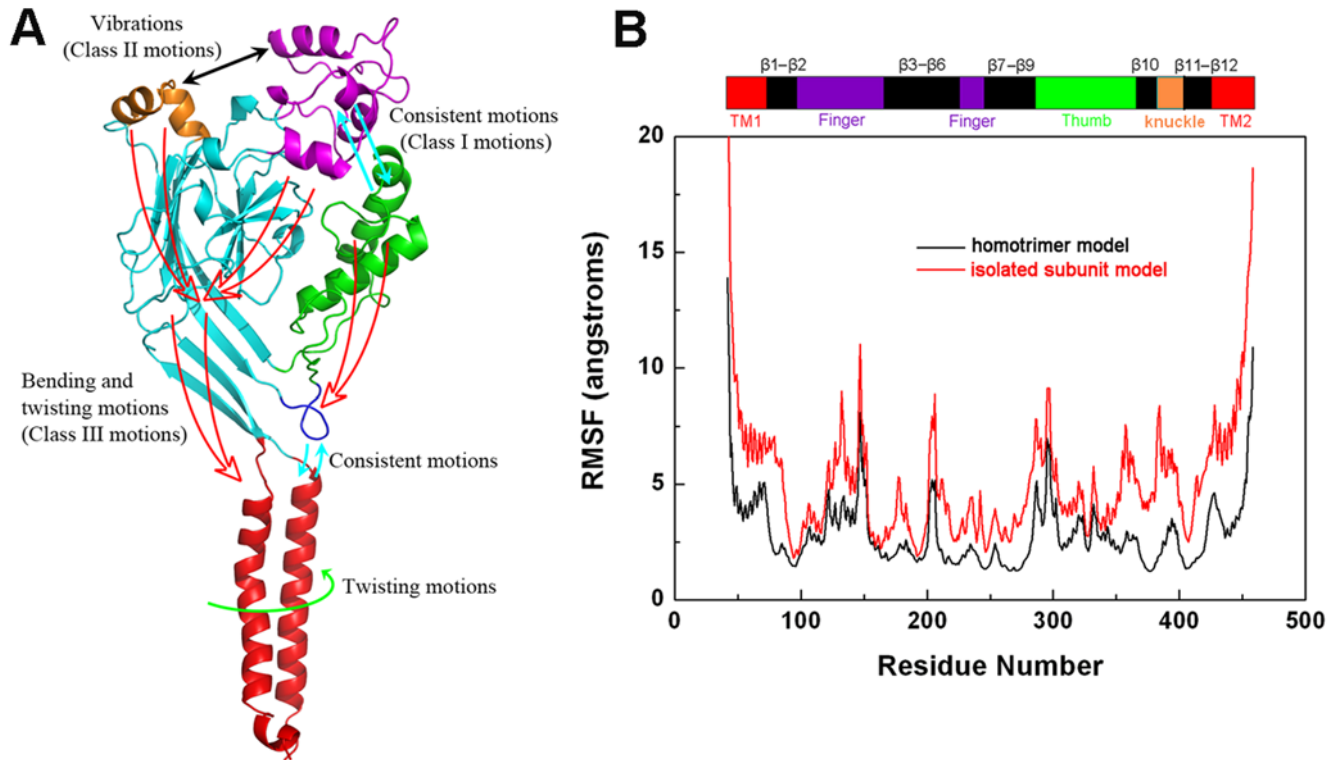 A
Vibrations
(Class II motions)
Consistent motions
(Class I motions)
Bending and
twisting motions
(Class III motions)
Consistent motions
Twisting motions
B
β1–β2 β3–β6 β7–β9 β10 β11–β12
TM1 Finger Finger Thumb knuckle TM2
20
15
10
5
0
RMSF (angstroms)
homotrimer model
isolated subunit model
0 100 200 300 400 500
Residue Number